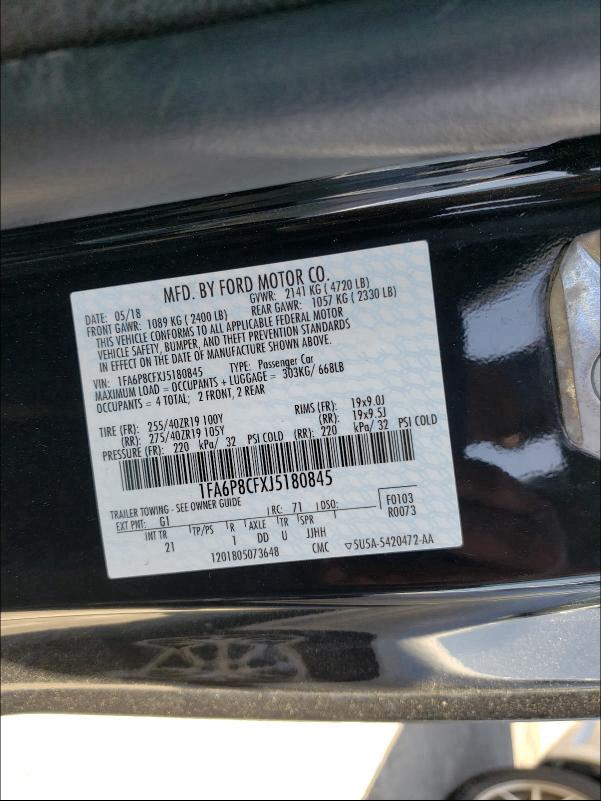 MFD. BY FORD MOTOR CO.
DATE: 05/18 GVWR: 2141 KG ( 4720 LB)
FRONT GAWR: 1089 KG ( 2400 LB) REAR GAWR: 1057 KG ( 2330 LB)
THIS VEHICLE CONFORMS TO ALL APPLICABLE FEDERAL MOTOR
VEHICLE SAFETY, BUMPER, AND THEFT PREVENTION STANDARDS
IN EFFECT ON THE DATE OF MANUFACTURE SHOWN ABOVE.
VIN: 1FA6P8CFXJ5180845 TYPE: Passenger Car
MAXIMUM LOAD = OCCUPANTS + LUGGAGE = 303KG/ 668LB
OCCUPANTS = 4 TOTAL; 2 FRONT, 2 REAR
TIRE (FR): 255/40ZR19 100Y RIMS (FR): 19x9.0J
(RR): 275/40ZR19 105Y (RR): 19x9.5J
PRESSURE (FR): 220 kPa/ 32 PSI COLD (RR): 220 kPa/ 32 PSI COLD
1FA6P8CFXJ5180845
TRAILER TOWING - SEE OWNER GUIDE
EXT PNT: G1 RC: 71 DSO: F0103
R0073
INT TR TP/PS R AXLE TR SPR
21 1 DD U JJHH
1201805073648 CMC ▽5U5A-5420472-AA